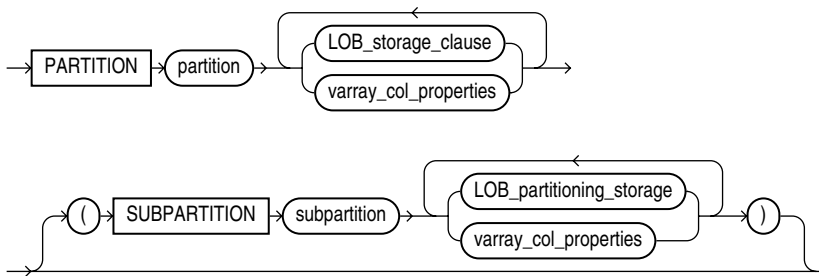 LOB_storage_clause
PARTITION partition
varray_col_properties
LOB_partitioning_storage
( SUBPARTITION subpartition )
varray_col_properties